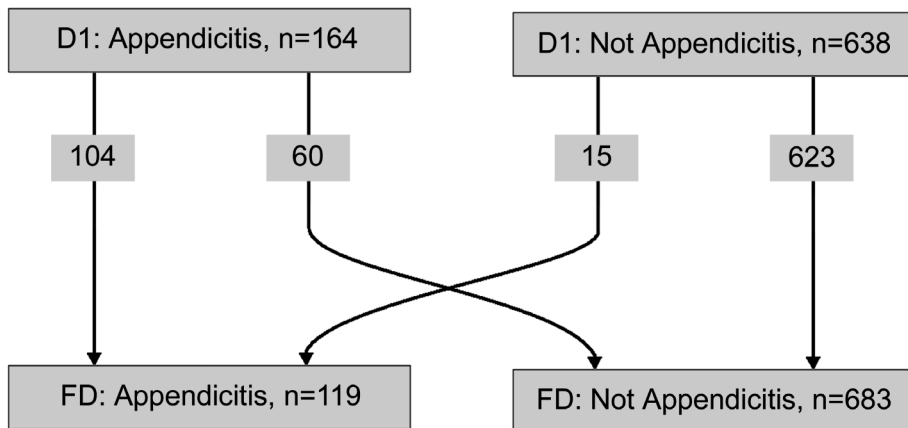 D1: Appendicitis, n=164
D1: Not Appendicitis, n=638
104
60
15
623
FD: Appendicitis, n=119
FD: Not Appendicitis, n=683